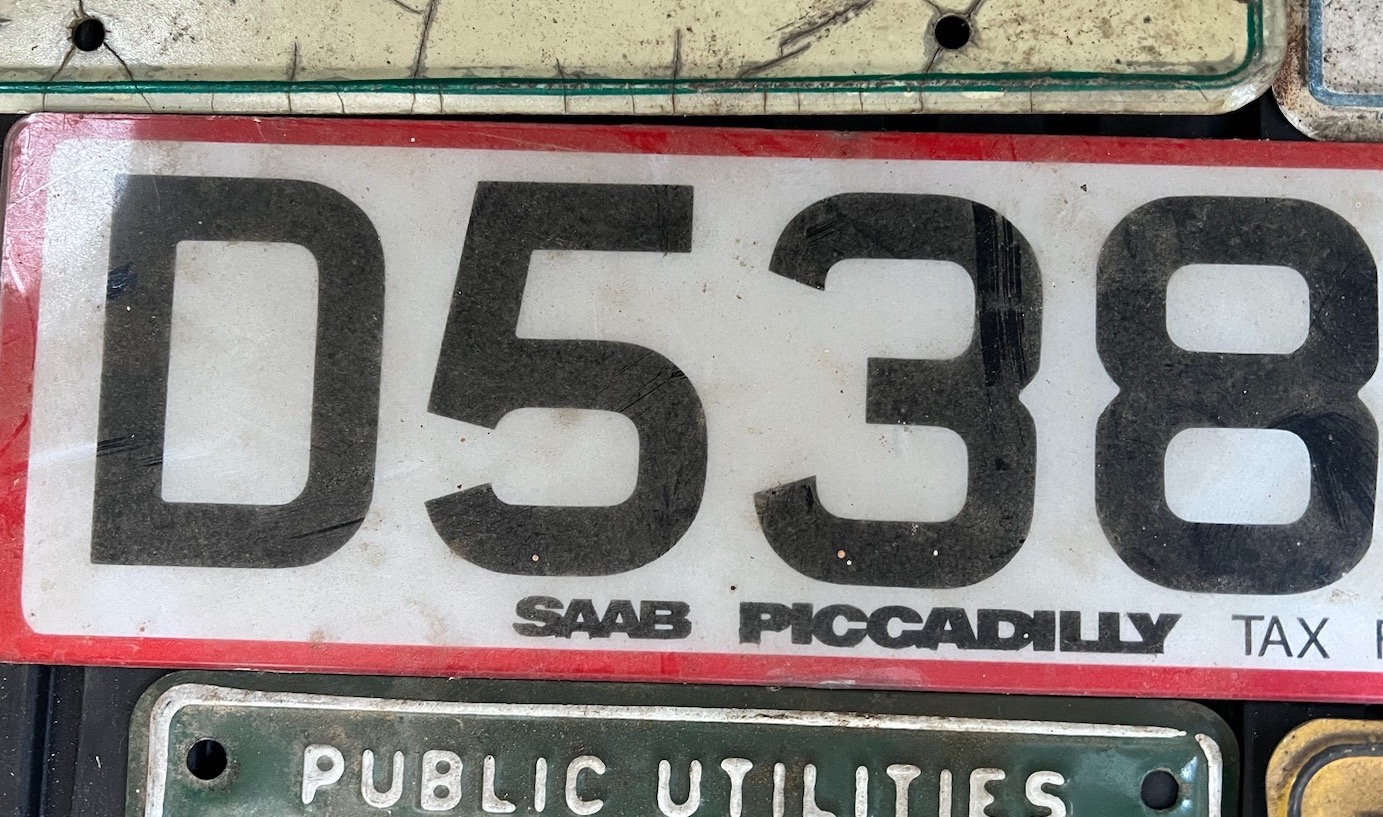 D538
SAAB PICCADILLY TAX
PUBLIC UTILITIES